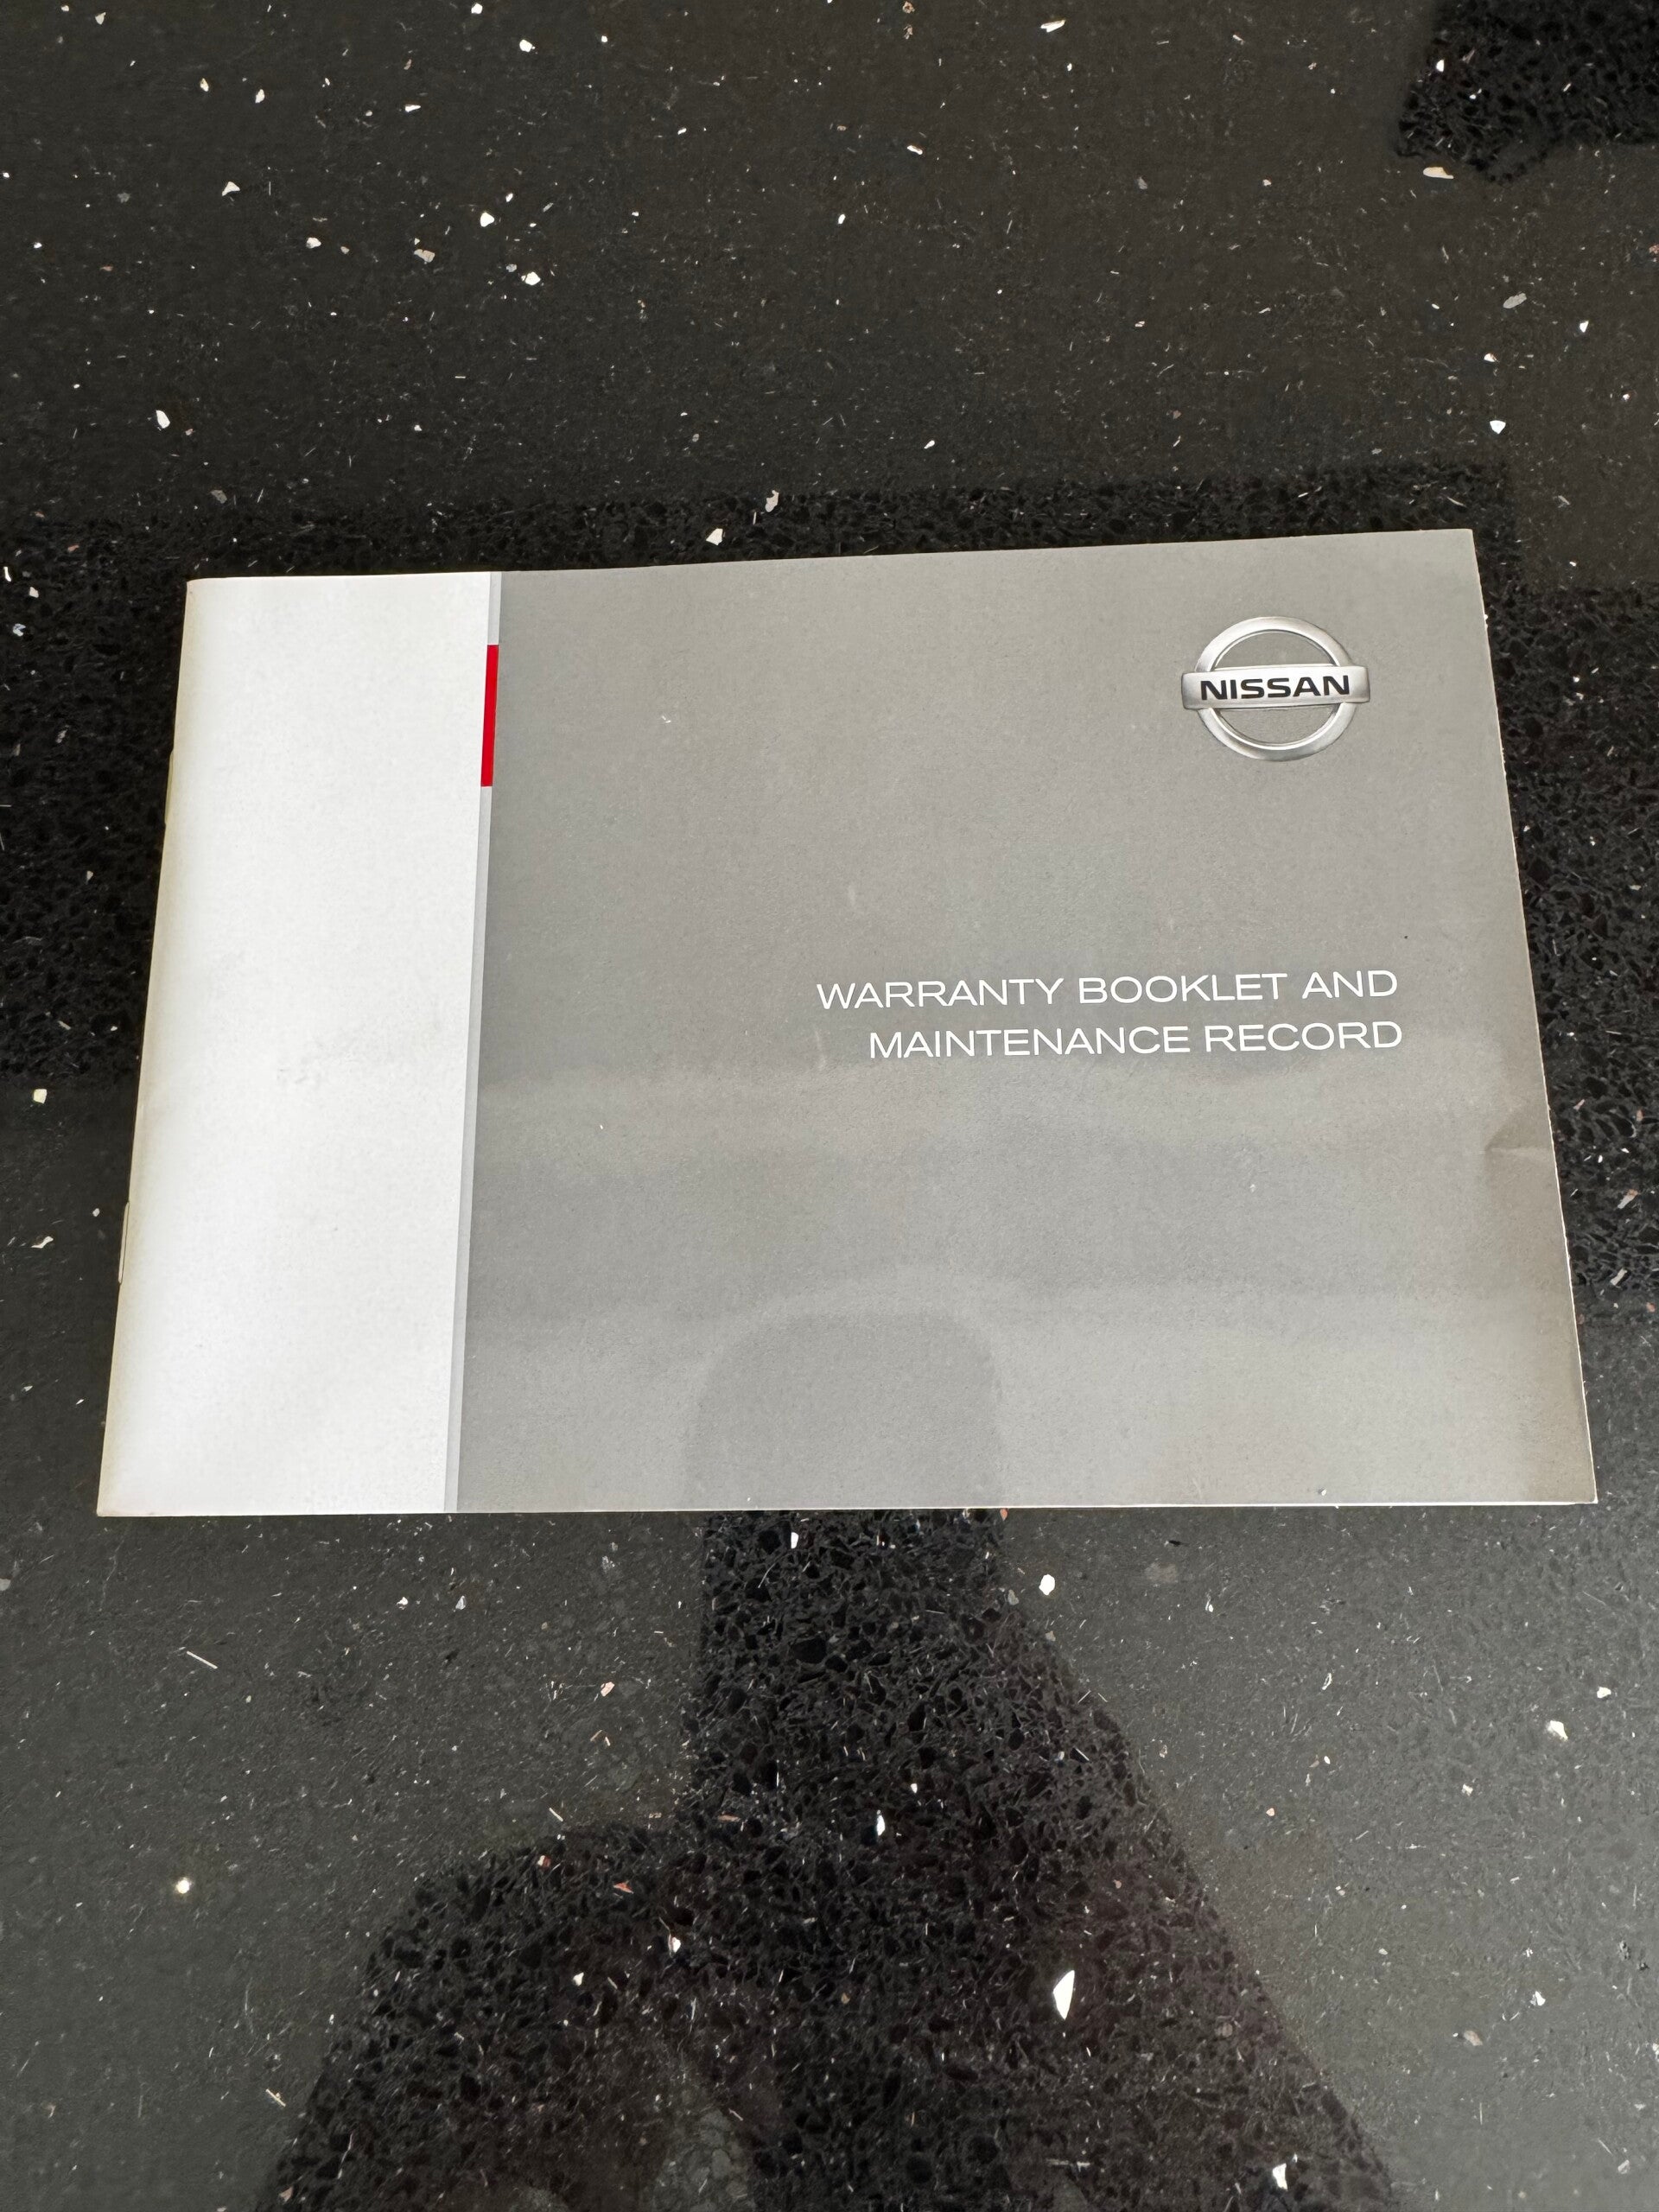 NISSAN
WARRANTY BOOKLET AND
MAINTENANCE RECORD